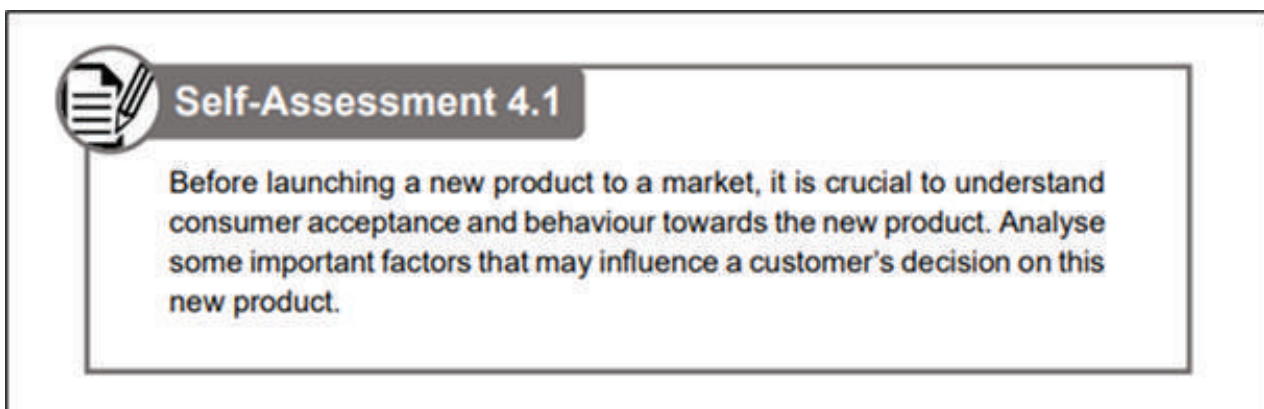 Self-Assessment 4.1
Before launching a new product to a market, it is crucial to understand
consumer acceptance and behaviour towards the new product. Analyse
some important factors that may influence a customer's decision on this
new product.